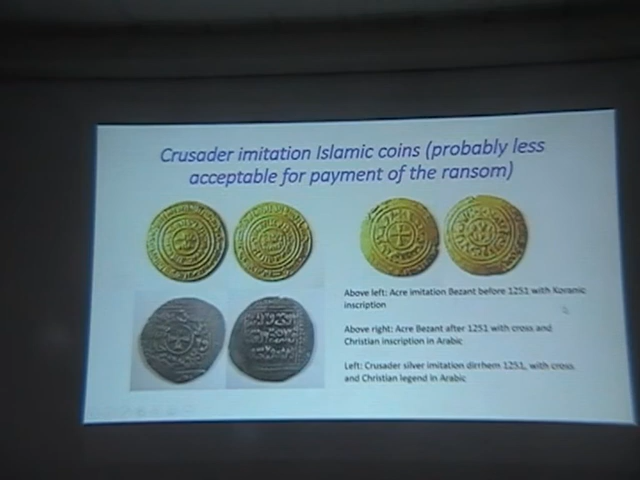 Crusader imitation Islamic coins (probably less
acceptable for payment of the ransom)
Above left: Acre imitation Bezant before 1251 with Koranic
inscription
Above right: Acre Bezant after 1251 with cross and
Christian inscription in Arabic
Left: Crusader silver imitation dirrhem 1251, with cross
and Christian legend in Arabic